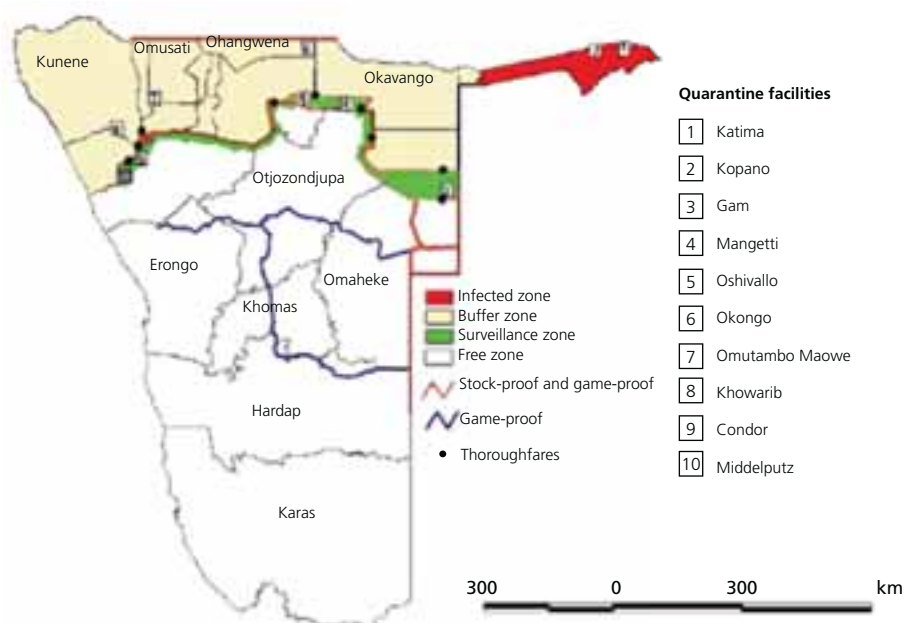 Kunene
Omusati
Ohangwena
Okavango
Otjozondjupa
Erongo
Khomas
Omaheke
Hardap
Karas
Infected zone
Buffer zone
Surveillance zone
Free zone
Stock-proof and game-proof
Game-proof
Thoroughfares
Quarantine facilities
1 Katima
2 Kopano
3 Gam
4 Mangetti
5 Oshivallo
6 Okongo
7 Omutambo Maowe
8 Khowarib
9 Condor
10 Middelputz
300 0 300 km